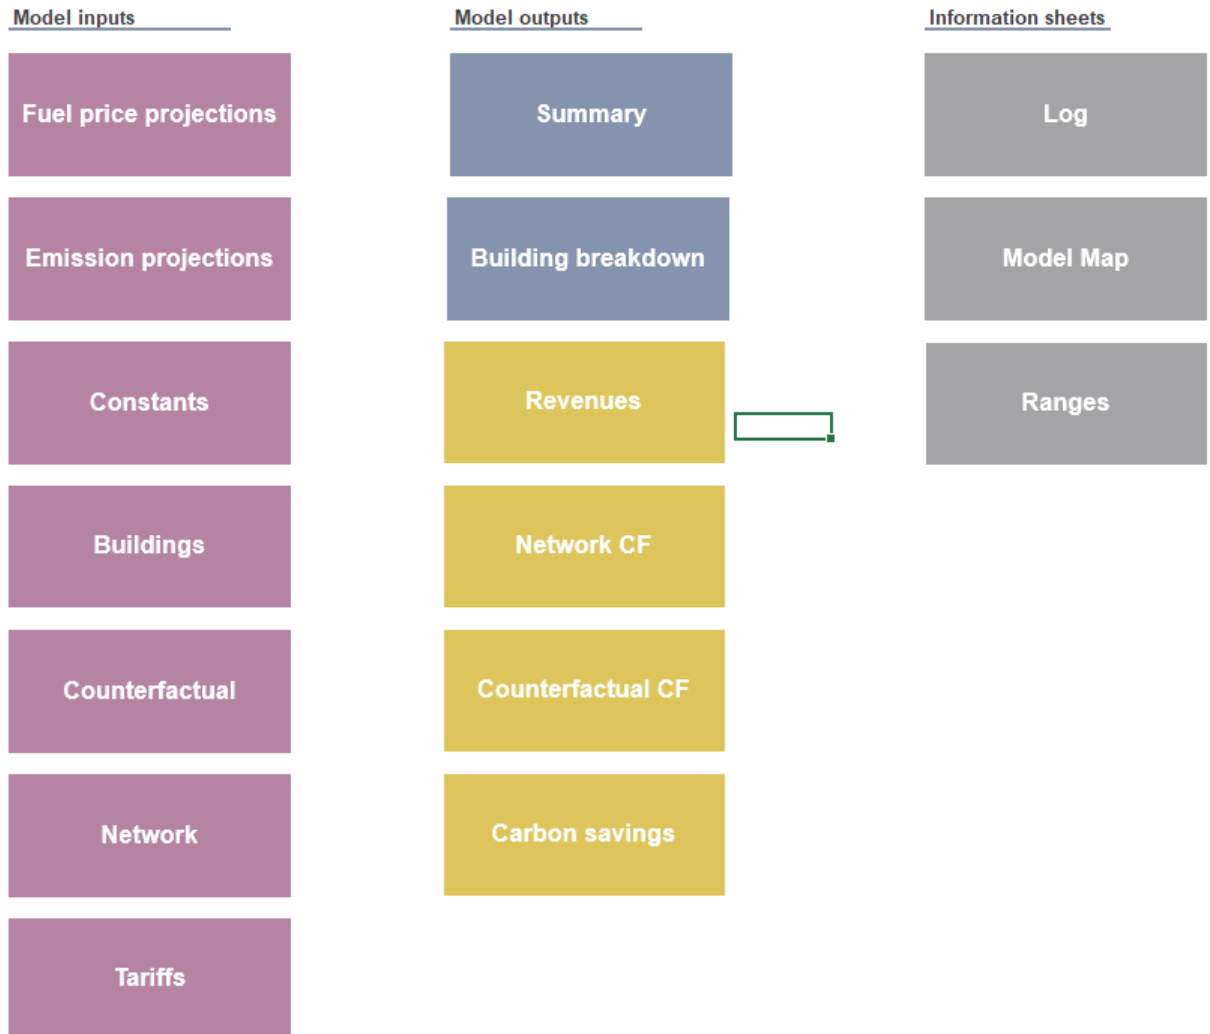 Model inputs
Fuel price projections
Emission projections
Constants
Buildings
Counterfactual
Network
Tariffs
Model outputs
Summary
Building breakdown
Revenues
Network CF
Counterfactual CF
Carbon savings
Information sheets
Log
Model Map
Ranges